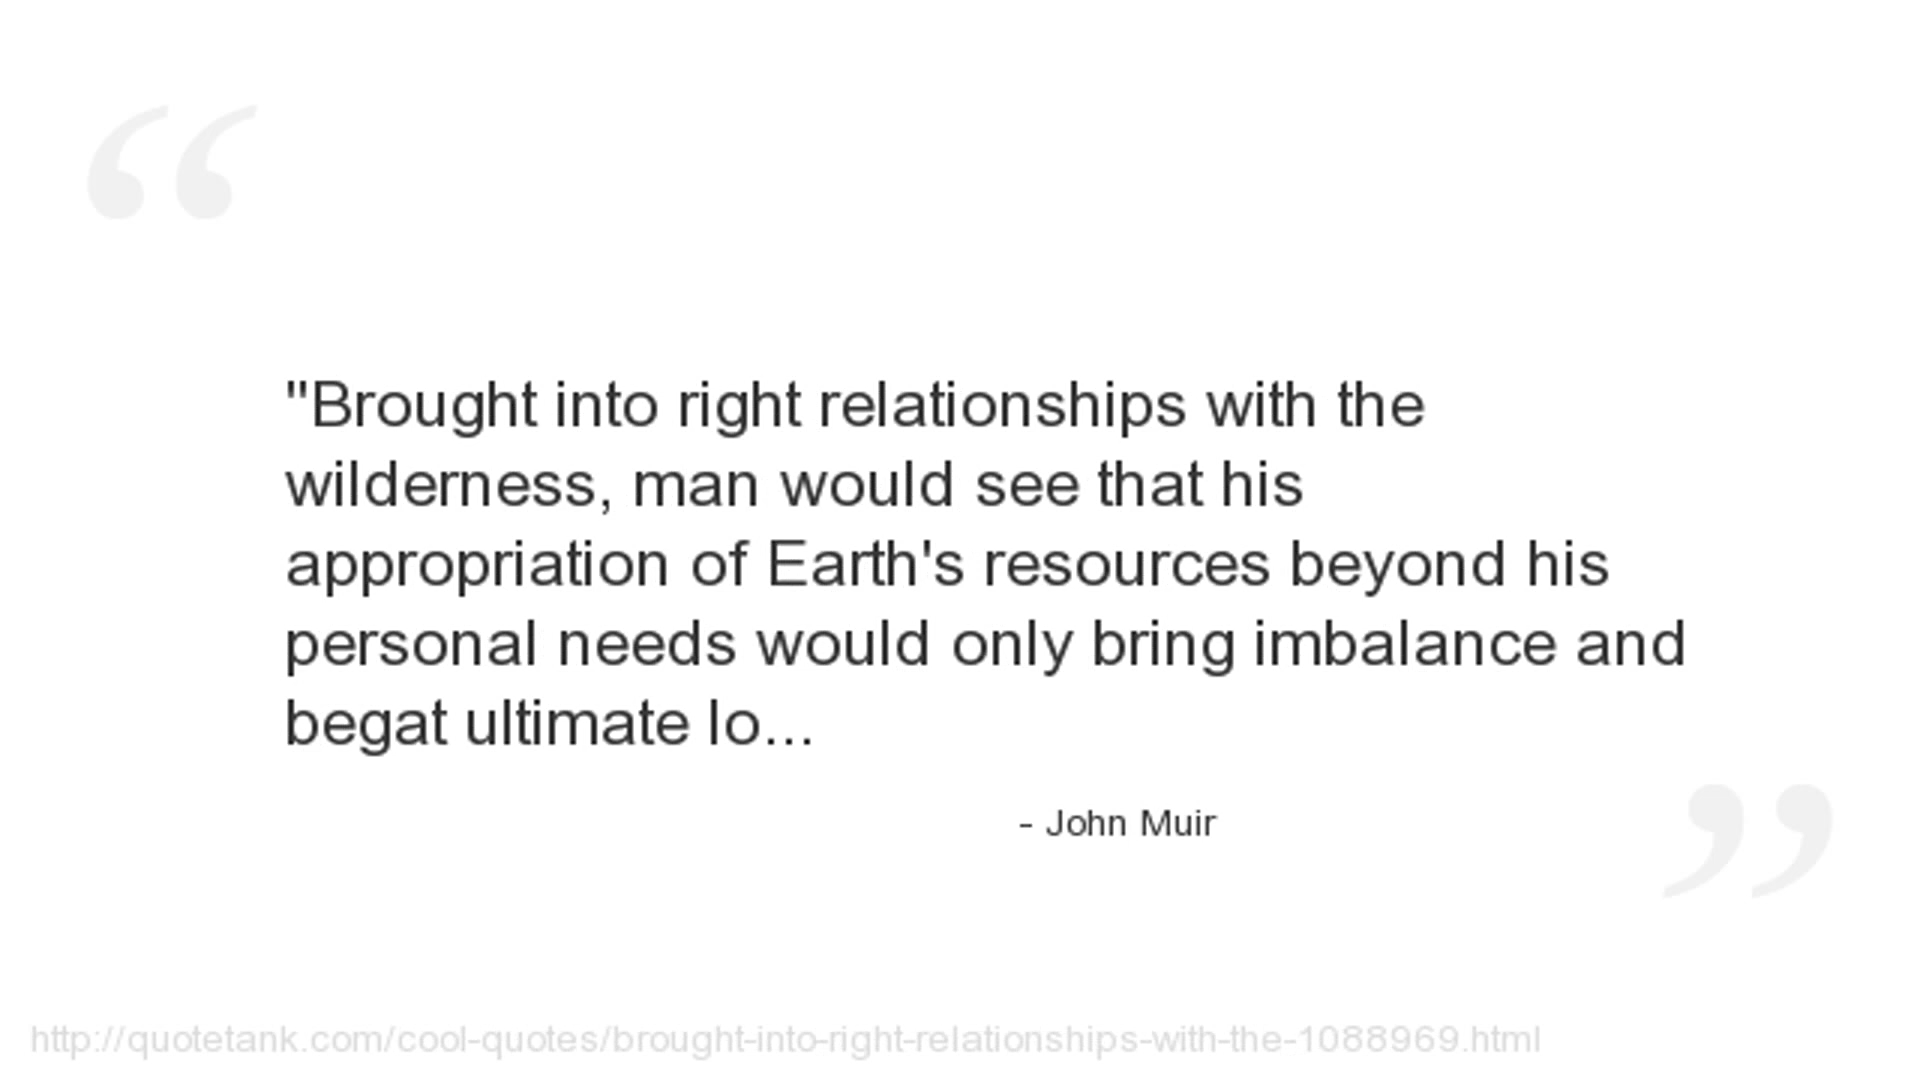 "Brought into right relationships with the
wilderness, man would see that his
appropriation of Earth's resources beyond his
personal needs would only bring imbalance and
begat ultimate lo...
- John Muir
http://quotetank.com/cool-quotes/brought-into-right-relationships-with-the-1088969.html